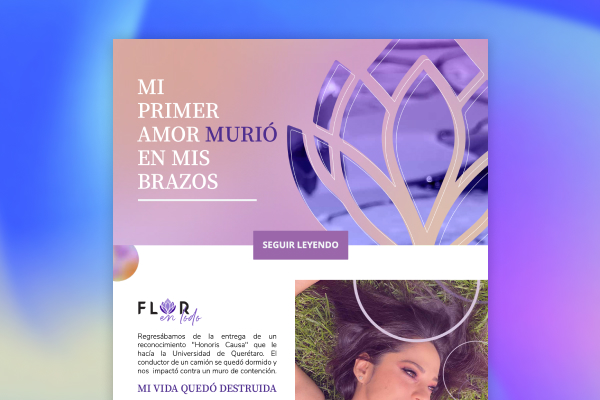 MI
PRIMER
AMOR MURIÓ
EN MIS
BRAZOS
SEGUIR LEYENDO
FLOR
en todo
Regresábamos de la entrega de un
reconocimiento "Honoris Causa" que le
hacía la Universidad de Querétaro. El
conductor de un camión se quedó dormido y
nos impactó contra un muro de contención.
MI VIDA QUEDÓ DESTRUIDA